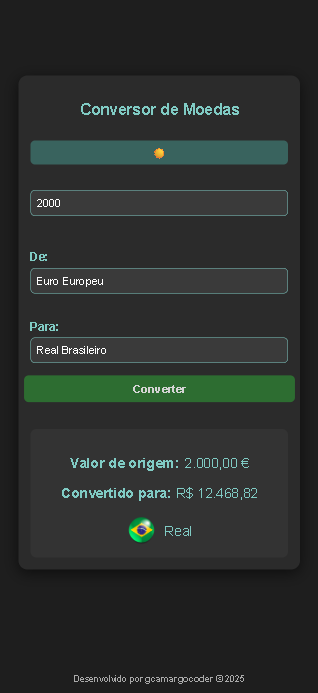 Conversor de Moedas
2000
De:
Euro Europeu
Para:
Real Brasileiro
Converter
Valor de origem: 2.000,00 €
Convertido para: R$ 12.468,82
Real
Desenvolvido por gcamargocoder ©2025